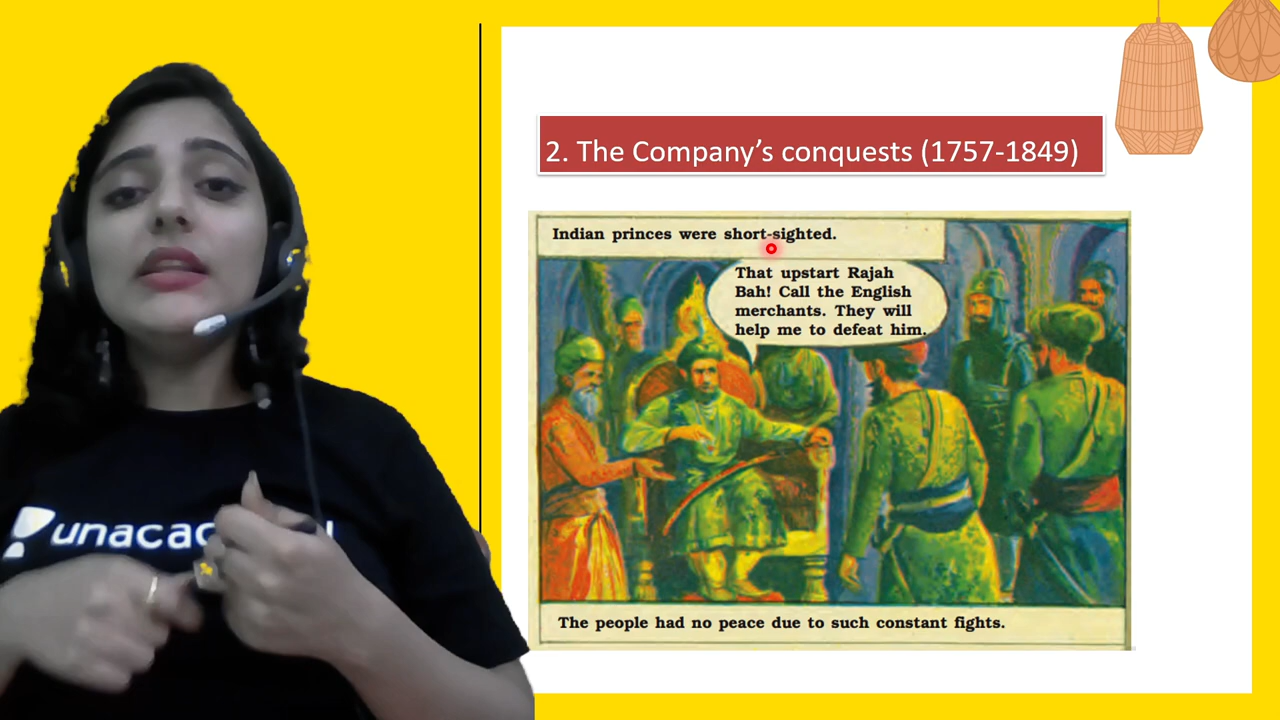 2. The Company's conquests (1757-1849)
Indian princes were short-sighted.
That upstart Rajah
Bah! Call the English
merchants. They will
help me to defeat him.
The people had no peace due to such constant fights.